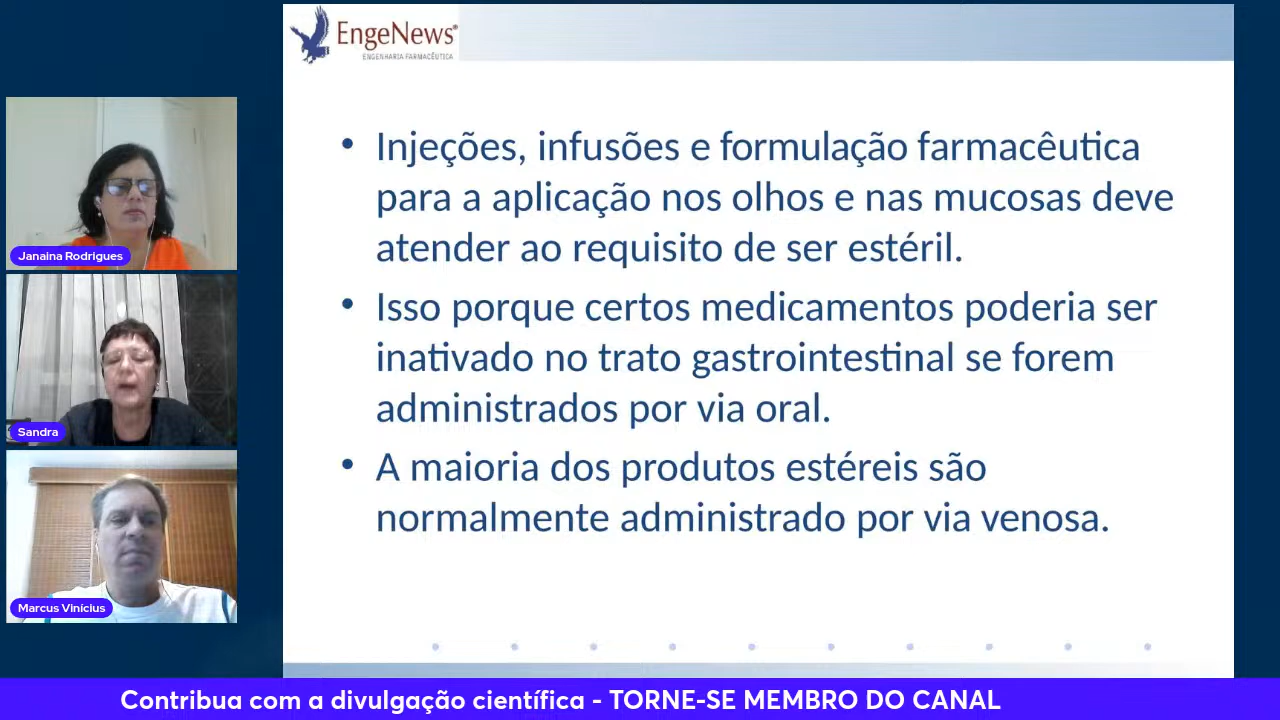 EngeNews®
ENGENHARIA FARMACÊUTICA
• Injeções, infusões e formulação farmacêutica
para a aplicação nos olhos e nas mucosas deve
atender ao requisito de ser estéril.
• Isso porque certos medicamentos poderia ser
inativado no trato gastrointestinal se forem
administrados por via oral.
• A maioria dos produtos estéreis são
normalmente administrado por via venosa.
Janaina Rodrigues
Sandra
Marcus Vinícius
Contribua com a divulgação científica - TORNE-SE MEMBRO DO CANAL